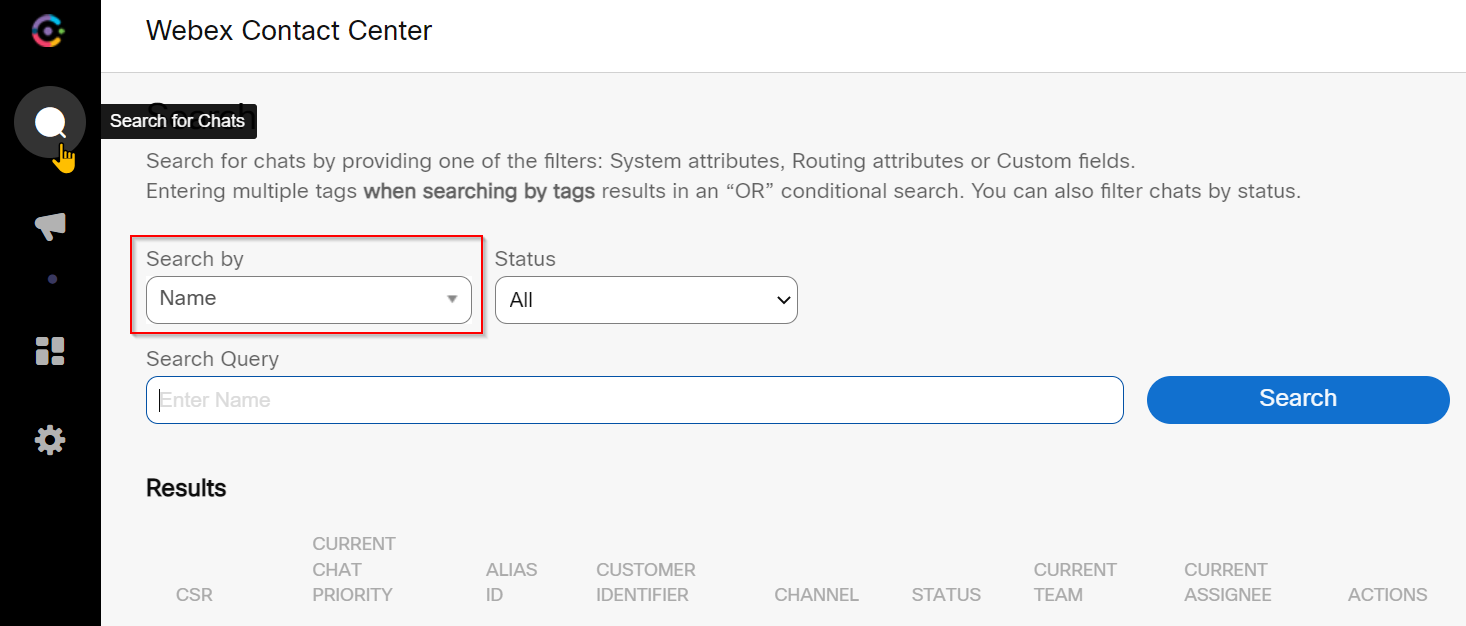 Webex Contact Center
Search
Search for Chats
Search for chats by providing one of the filters: System attributes, Routing attributes or Custom fields.
Entering multiple tags when searching by tags results in an “OR” conditional search. You can also filter chats by status.
Search by
Status
Name
All
Search Query
Enter Name
Search
Results
CSR
CURRENT
CHAT
PRIORITY
ALIAS
ID
CUSTOMER
IDENTIFIER
CHANNEL
STATUS
CURRENT
TEAM
CURRENT
ASSIGNEE
ACTIONS